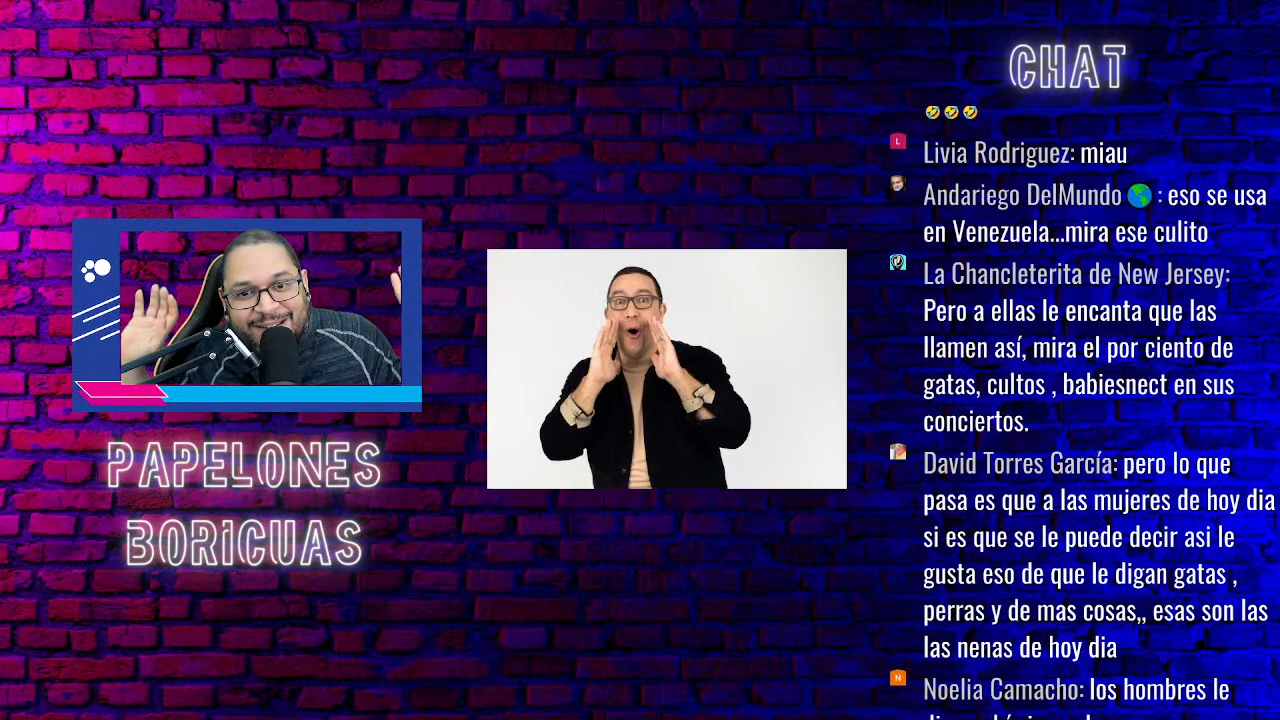 CHAT
🤣🤣🤣
L
Livia Rodriguez: miau
Andariego DelMundo 🌎 : eso se usa
en Venezuela...mira ese culito
La Chancleterita de New Jersey:
Pero a ellas le encanta que las
llamen así, mira el por ciento de
gatas, cultos , babiesnect en sus
conciertos.
David Torres García: pero lo que
pasa es que a las mujeres de hoy dia
si es que se le puede decir asi le
gusta eso de que le digan gatas ,
perras y de mas cosas,, esas son las
las nenas de hoy dia
N
Noelia Camacho: los hombres le
PAPELONES
BORICUAS